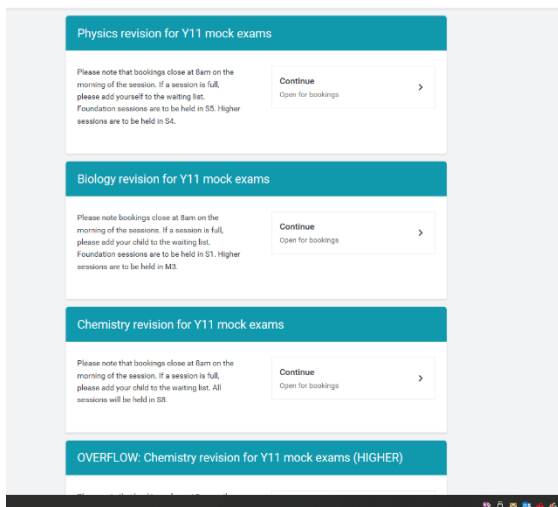 Physics revision for Y11 mock exams
Please note that bookings close at 8am on the
morning of the session. If a session is full,
please add yourself to the waiting list.
Foundation sessions are to be held in S5. Higher
sessions are to be held in S4.
Continue
Open for bookings
Biology revision for Y11 mock exams
Please note bookings close at 8am on the
morning of the sessions. If a session is full,
please add your child to the waiting list.
Foundation sessions are to be held in S1. Higher
sessions are to be held in M3.
Continue
Open for bookings
Chemistry revision for Y11 mock exams
Please note that bookings close at 8am on the
morning of the session. If a session is full,
please add your child to the waiting list. All
sessions will be held in S8.
Continue
Open for bookings
OVERFLOW: Chemistry revision for Y11 mock exams (HIGHER)